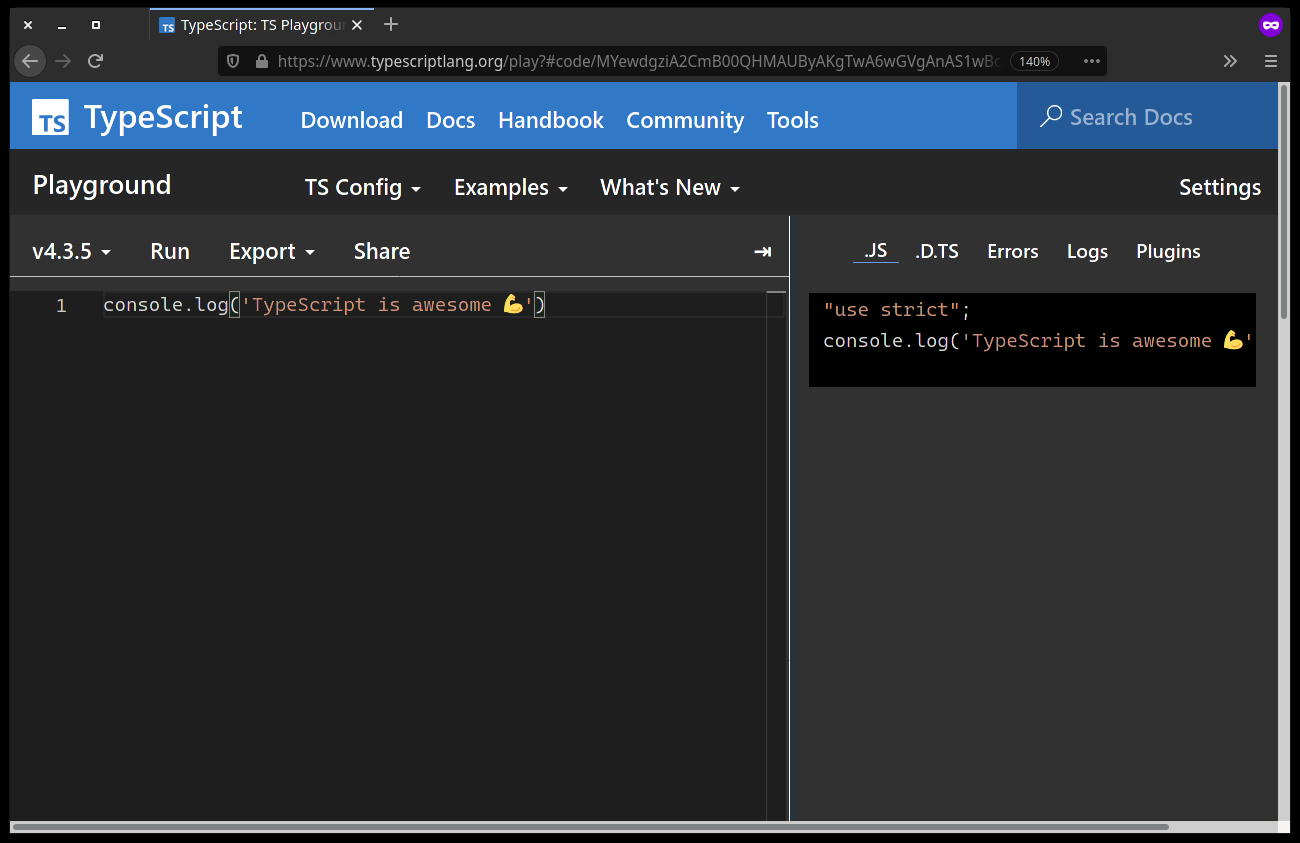 TS TypeScript: TS Playgrou
https://www.typescriptlang.org/play?#code/MYewdgziA2CmB00QHMAUByAKgTwA6wGVgAnAS1wBc 140%
TS TypeScript Download Docs Handbook Community Tools Search Docs
Playground TS Config Examples What's New Settings
v4.3.5 Run Export Share .JS .D.TS Errors Logs Plugins
1 console.log('TypeScript is awesome 💪')
"use strict";
console.log('TypeScript is awesome 💪'